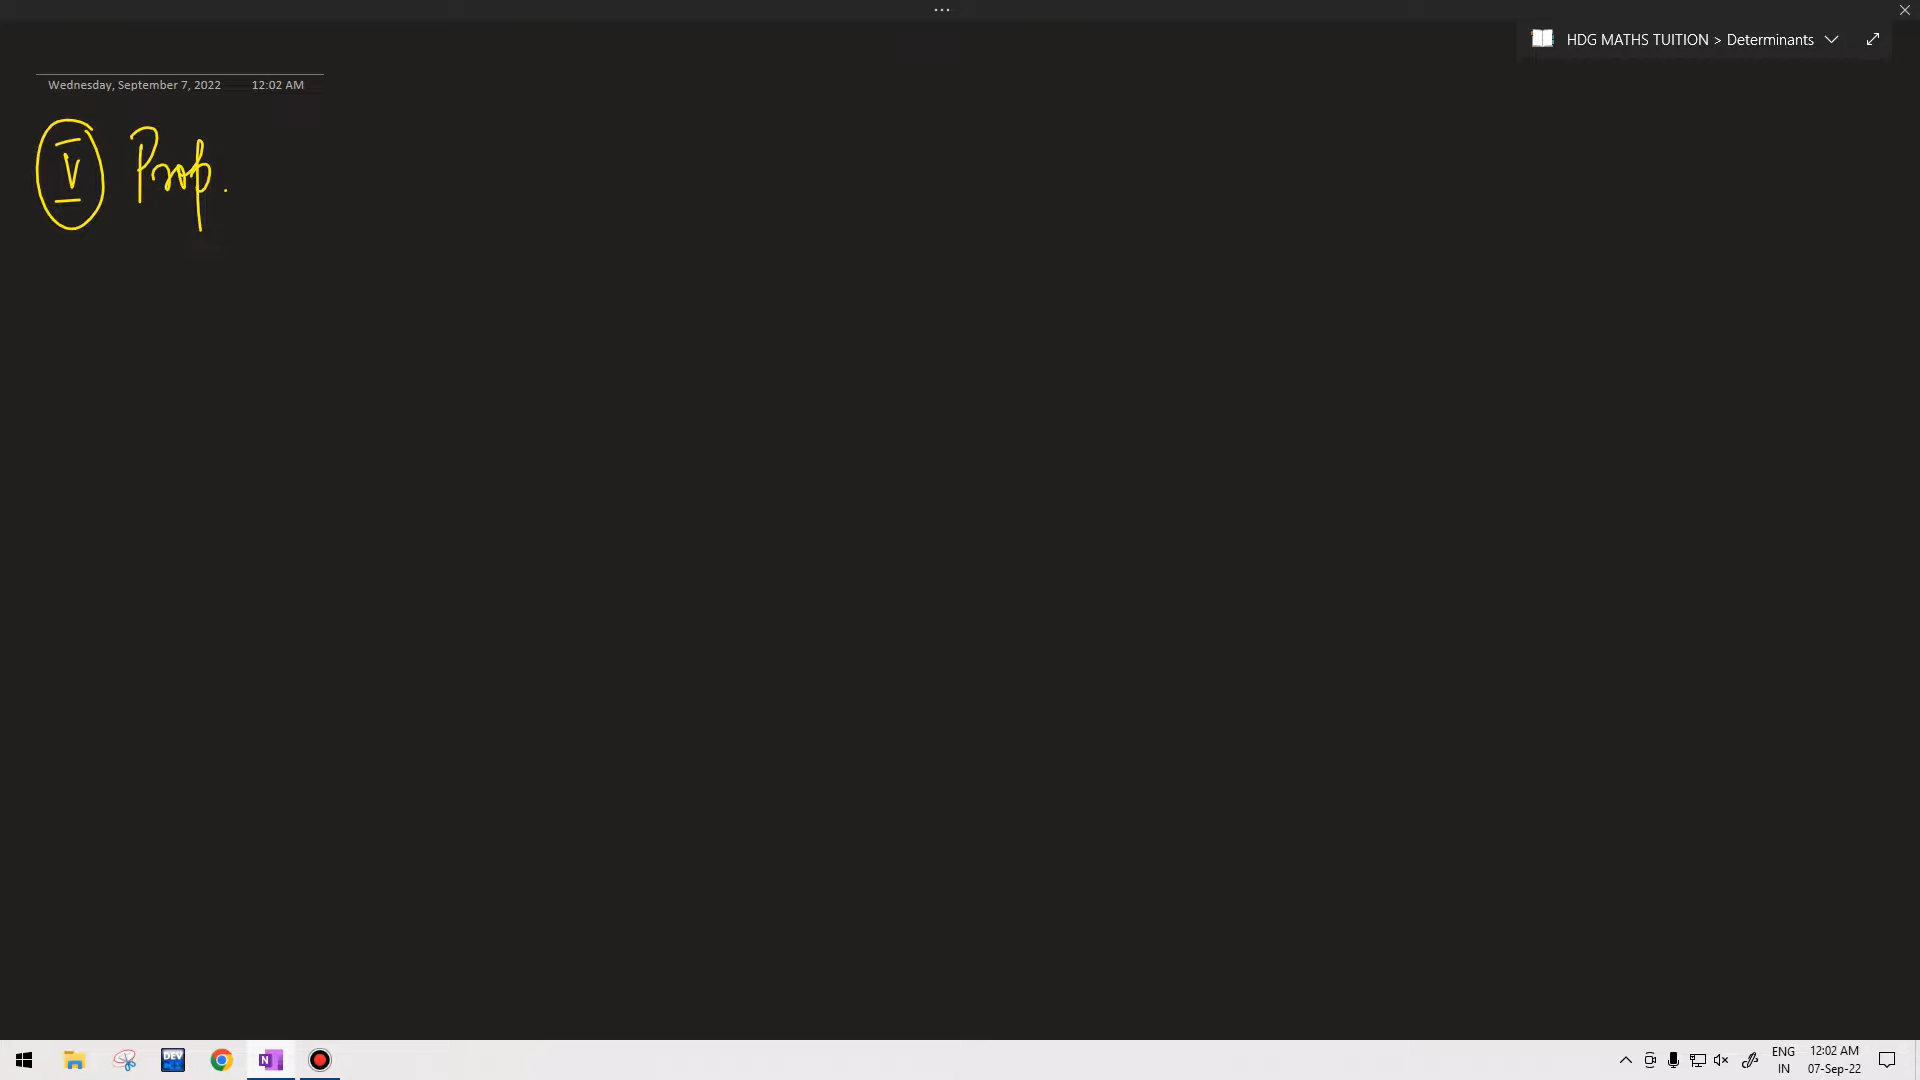 HDG MATHS TUITION > Determinants
Wednesday, September 7, 2022 12:02 AM
V Prop.
DEV
N
ENG
IN
12:02 AM
07-Sep-22